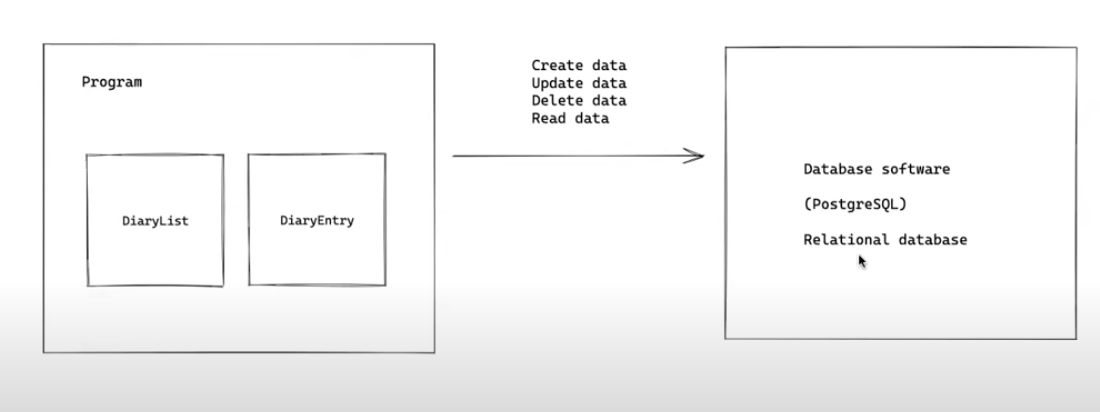 Program
DiaryList
DiaryEntry
Create data
Update data
Delete data
Read data
Database software
(PostgreSQL)
Relational database